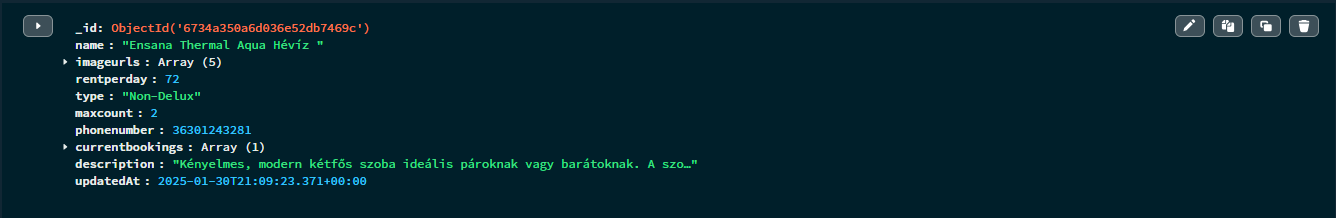 _id: ObjectId('6734a350a6d036e52db7469c')
name : "Ensana Thermal Aqua Hévíz "
imageurls : Array (5)
rentperday : 72
type : "Non-Delux"
maxcount : 2
phonenumber : 36301243281
currentbookings : Array (1)
description : "Kényelmes, modern kétfős szoba ideális pároknak vagy barátoknak. A szo…"
updatedAt : 2025-01-30T21:09:23.371+00:00